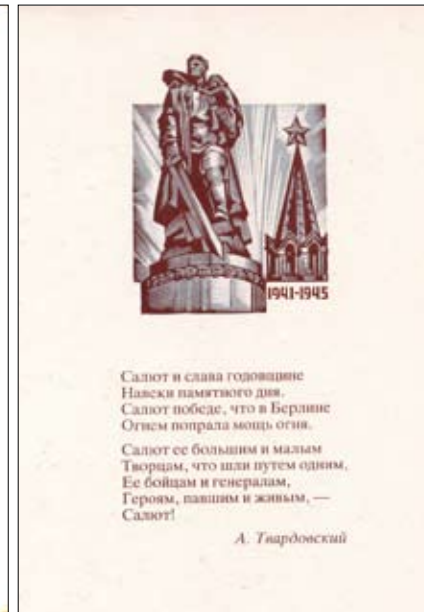 1941-1945
Салют и слава годовщине
Навеки памятного дня.
Салют победе, что в Берлине
Огнем попрала мощь огня.
Салют ее большим и малым
Творцам, что шли путем одним,
Ее бойцам и генералам,
Героям, павшим и живым, —
Салют!
А. Твардовский